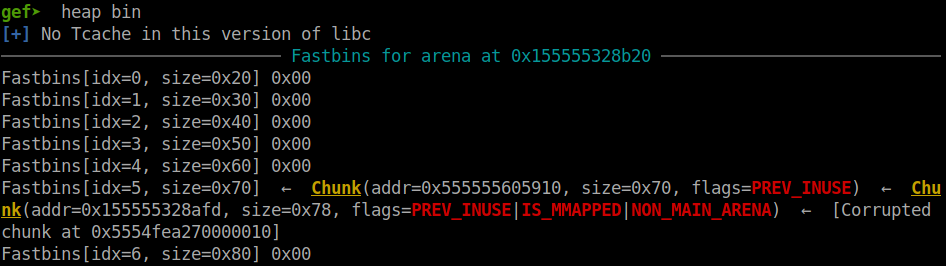 gef➤  heap bin
[+] No Tcache in this version of libc
Fastbins for arena at 0x155555328b20
Fastbins[idx=0, size=0x20] 0x00
Fastbins[idx=1, size=0x30] 0x00
Fastbins[idx=2, size=0x40] 0x00
Fastbins[idx=3, size=0x50] 0x00
Fastbins[idx=4, size=0x60] 0x00
Fastbins[idx=5, size=0x70]  ←  Chunk(addr=0x555555605910, size=0x70, flags=PREV_INUSE)  ←  Chu
nk(addr=0x155555328afd, size=0x78, flags=PREV_INUSE|IS_MMAPPED|NON_MAIN_ARENA)  ←  [Corrupted
chunk at 0x5554fea270000010]
Fastbins[idx=6, size=0x80] 0x00